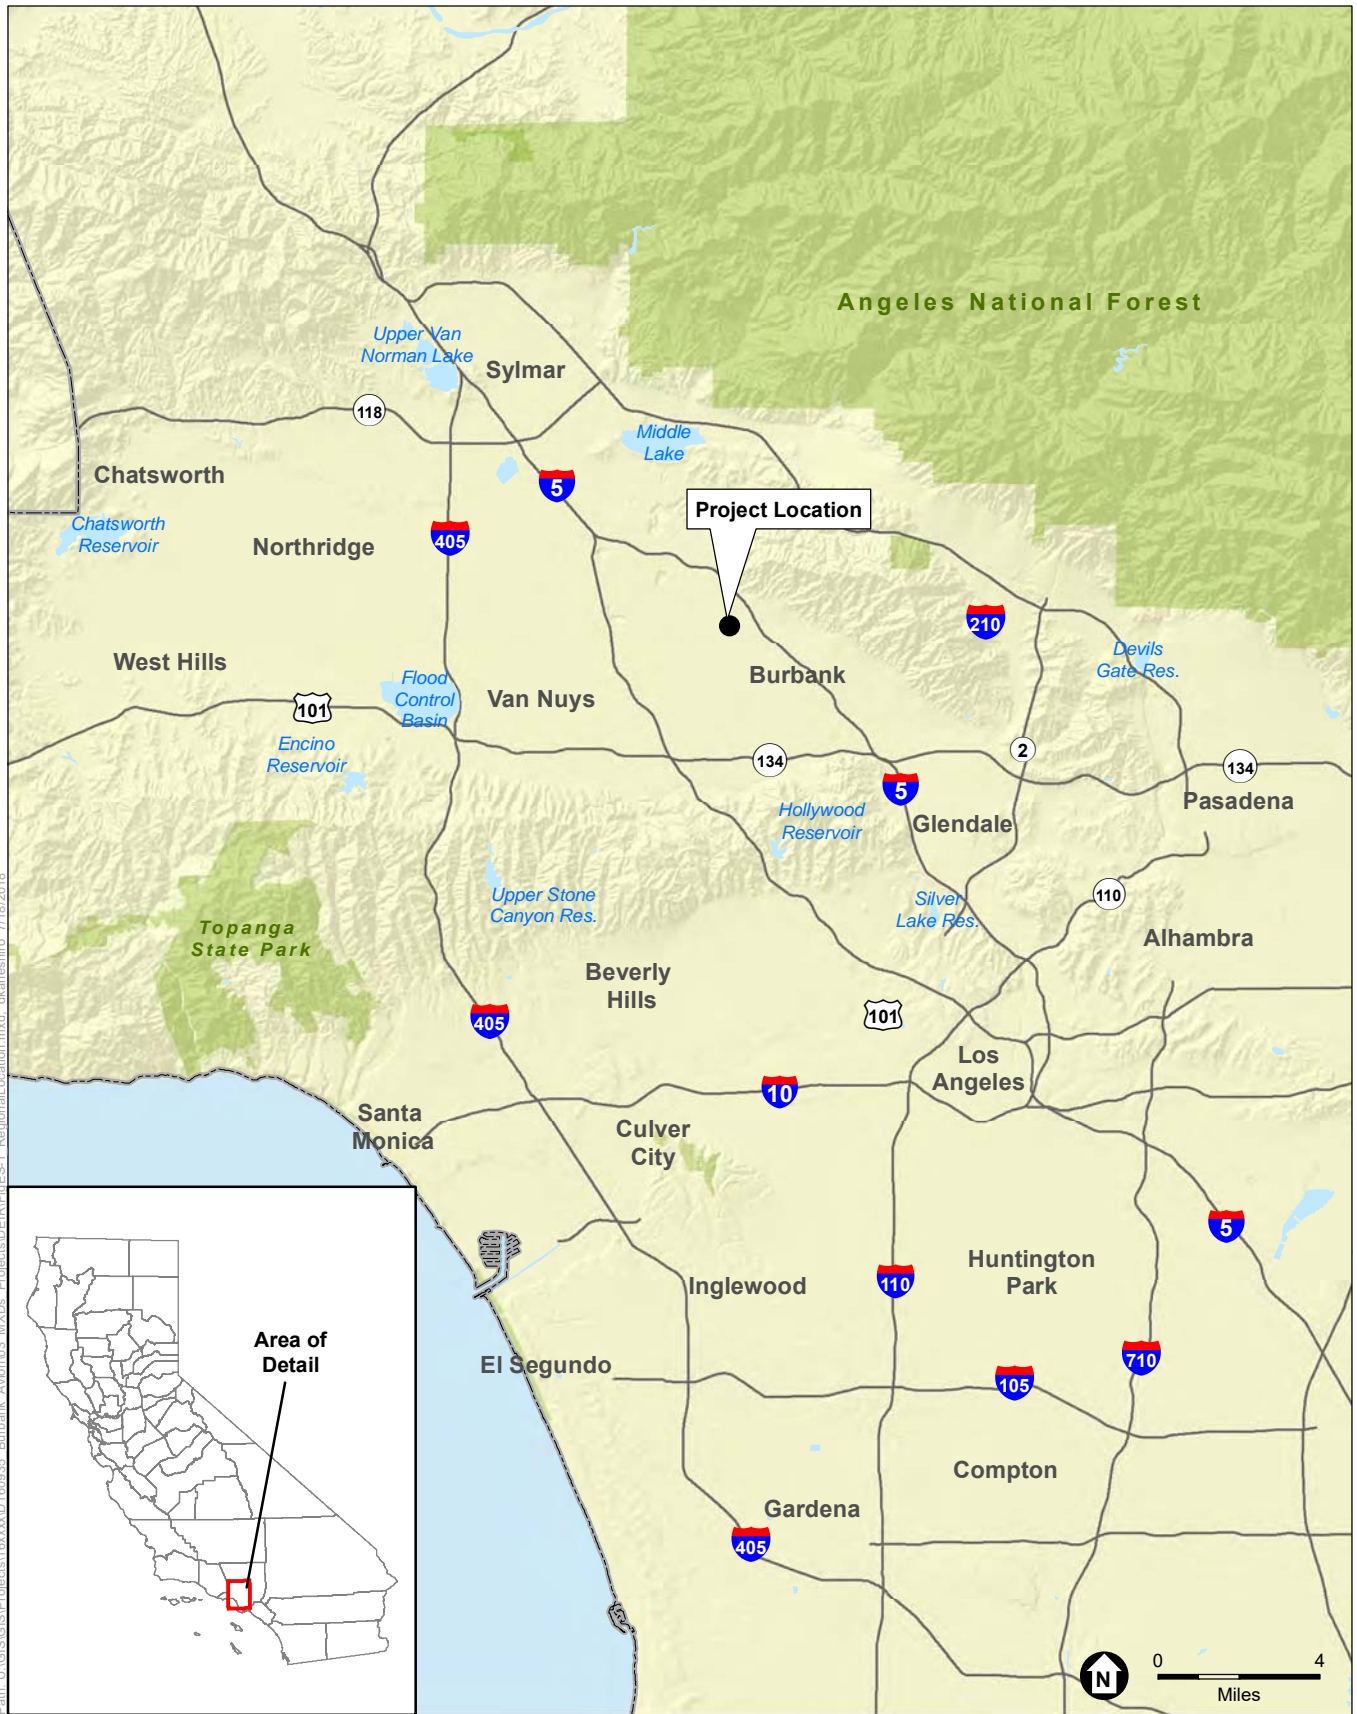 Angeles National Forest
Upper Van
Norman Lake
Sylmar
118
Middle
Lake
Chatsworth
5
Project Location
Chatsworth
Reservoir
405
Northridge
210
Devils
Gate Res.
West Hills
Burbank
Flood
Control
Basin
Van Nuys
101
Encino
Reservoir
134
2
134
5
Pasadena
Hollywood
Reservoir
Glendale
110
Upper Stone
Canyon Res.
Silver
Lake Res.
Topanga
State Park
Alhambra
Beverly
Hills
405
101
Los
Angeles
10
Santa
Monica
Culver
City
5
Huntington
Park
Inglewood
110
Area of
Detail
El Segundo
710
105
Compton
Gardena
405
N
0 4
Miles